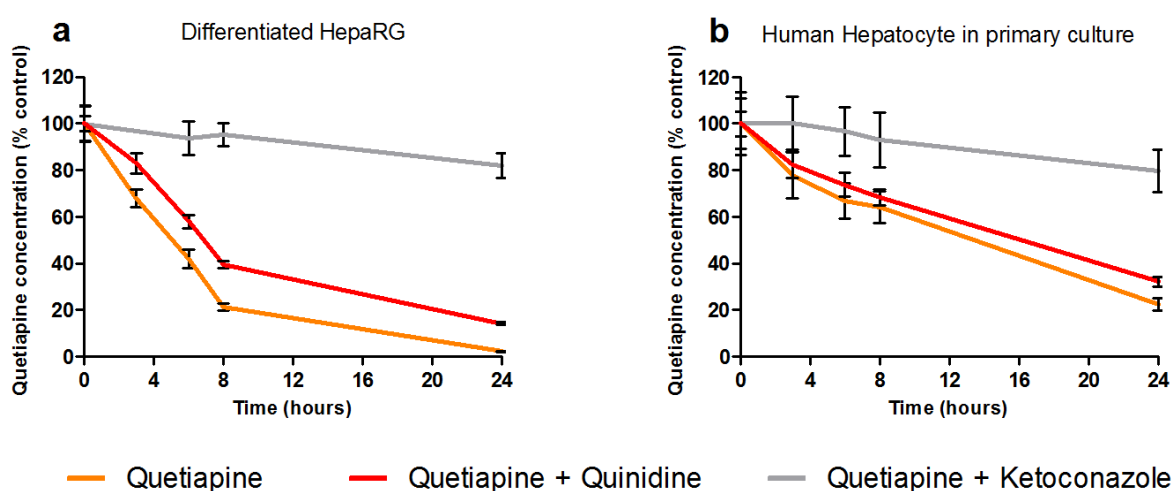 a
Differentiated HepaRG
Quetiapine concentration (% control)
120
100
80
60
40
20
0
0 4 8 12 16 20 24
Time (hours)
b
Human Hepatocyte in primary culture
Quetiapine concentration (% control)
120
100
80
60
40
20
0
0 4 8 12 16 20 24
Time (hours)
Quetiapine Quetiapine + Quinidine Quetiapine + Ketoconazole